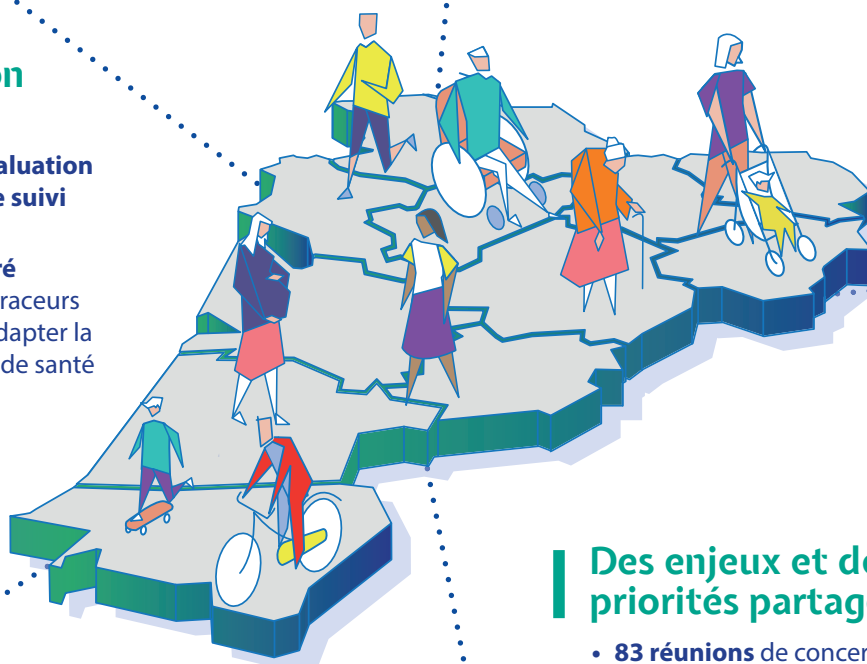 on
aluation
e suivi
ré
raceurs
dapter la
de santé
Des enjeux et de
priorités partag
• 83 réunions de concer